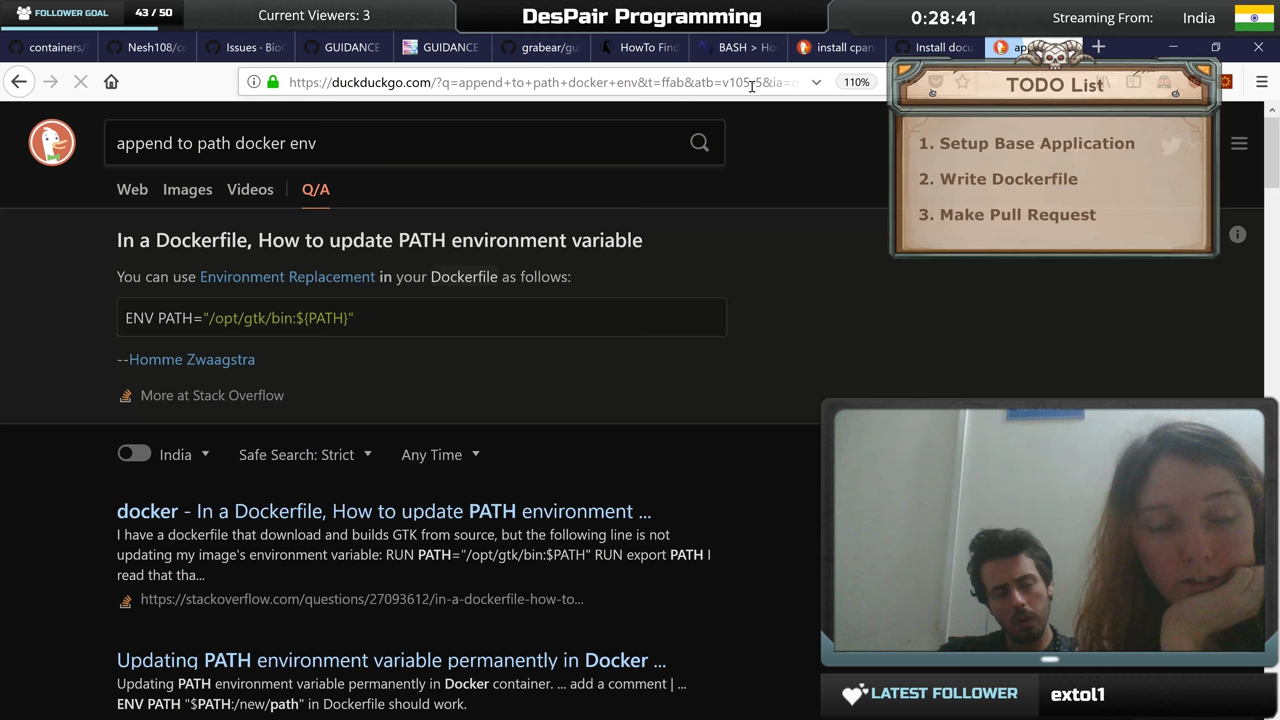 FOLLOWER GOAL
43 / 50
Current Viewers: 3
DesPair Programming
0:28:41
Streaming From:
India
containers/
Nesh108/co
Issues · Bio
GUIDANCE
GUIDANCE
grabear/gu
HowTo Find
BASH > Ho
install cpan
Install docu
https://duckduckgo.com/?q=append+to+path+docker+env&t=ffab&atb=v105-5&ia=
110%
TODO List
1. Setup Base Application
2. Write Dockerfile
3. Make Pull Request
append to path docker env
Web
Images
Videos
Q/A
In a Dockerfile, How to update PATH environment variable
You can use Environment Replacement in your Dockerfile as follows:
ENV PATH="/opt/gtk/bin:${PATH}"
--Homme Zwaagstra
More at Stack Overflow
India
Safe Search: Strict
Any Time
docker - In a Dockerfile, How to update PATH environment ...
I have a dockerfile that download and builds GTK from source, but the following line is not
updating my image's environment variable: RUN PATH="/opt/gtk/bin:$PATH" RUN export PATH I
read that tha...
https://stackoverflow.com/questions/27093612/in-a-dockerfile-how-to...
Updating PATH environment variable permanently in Docker ...
Updating PATH environment variable permanently in Docker container. ... add a comment | ...
ENV PATH "$PATH:/new/path" in Dockerfile should work.
LATEST FOLLOWER
extol1